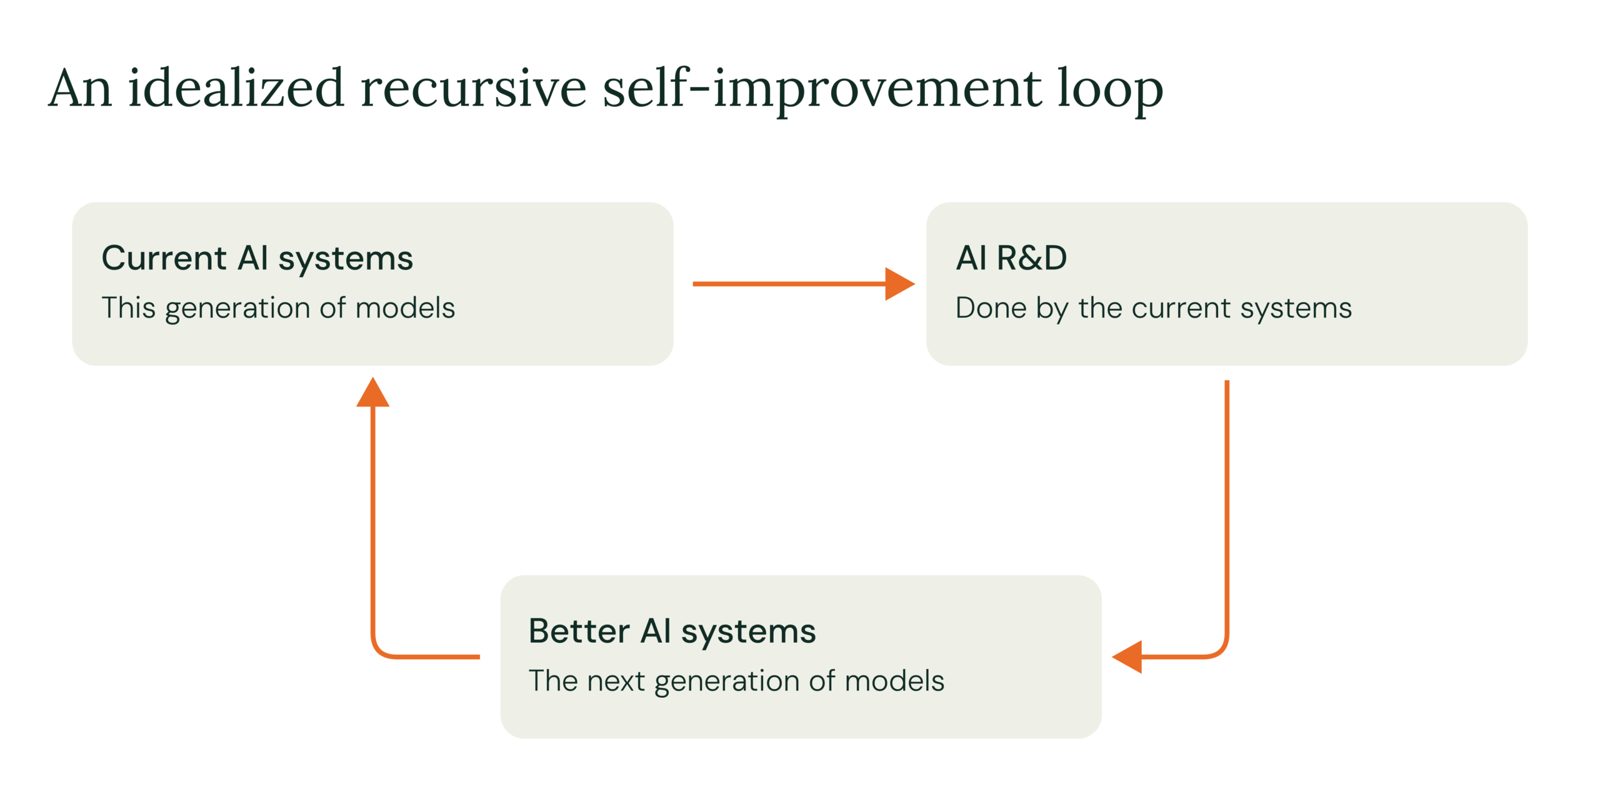 An idealized recursive self-improvement loop
Current AI systems
This generation of models
AI R&D
Done by the current systems
Better AI systems
The next generation of models